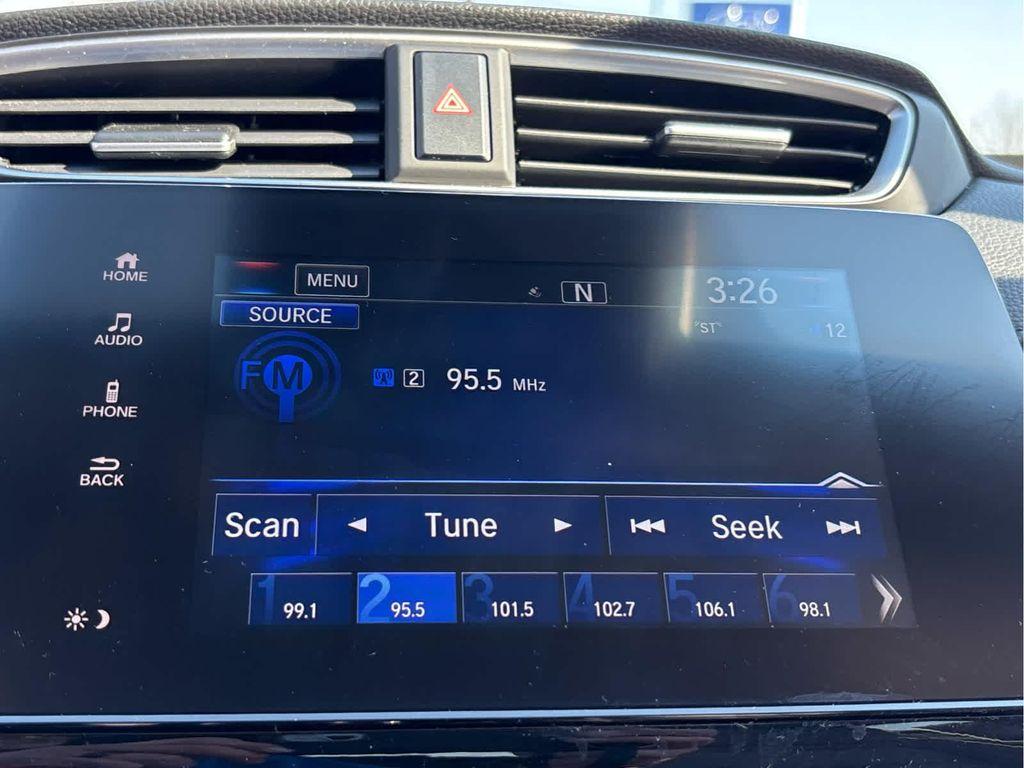 HOME
AUDIO
PHONE
BACK
MENU
N
3:26
SOURCE
"ST"
12
FM
2 95.5 MHz
Scan
Tune
Seek
1 99.1
2 95.5
3 101.5
4 102.7
5 106.1
6 98.1